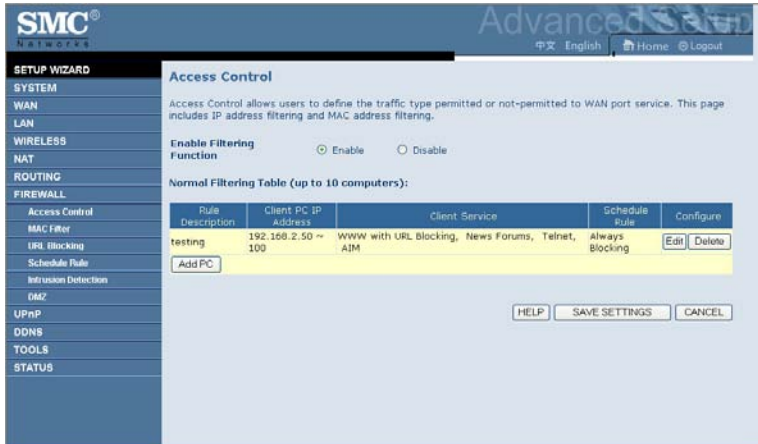 SMC®
Networks
Advanced Setup
中文 English Home Logout
SETUP WIZARD
SYSTEM
WAN
LAN
WIRELESS
NAT
ROUTING
FIREWALL
Access Control
MAC Filter
URL Blocking
Schedule Rule
Intrusion Detection
DMZ
UPnP
DDNS
TOOLS
STATUS
Access Control
Access Control allows users to define the traffic type permitted or not-permitted to WAN port service. This page
includes IP address filtering and MAC address filtering.
Enable Filtering
Function
Enable Disable
Normal Filtering Table (up to 10 computers):
Rule
Description
Client PC IP
Address
Client Service
Schedule
Rule
Configure
testing
192.168.2.50 ~
100
WWW with URL Blocking, News Forums, Telnet,
AIM
Always
Blocking
Edit Delete
Add PC
HELP SAVE SETTINGS CANCEL